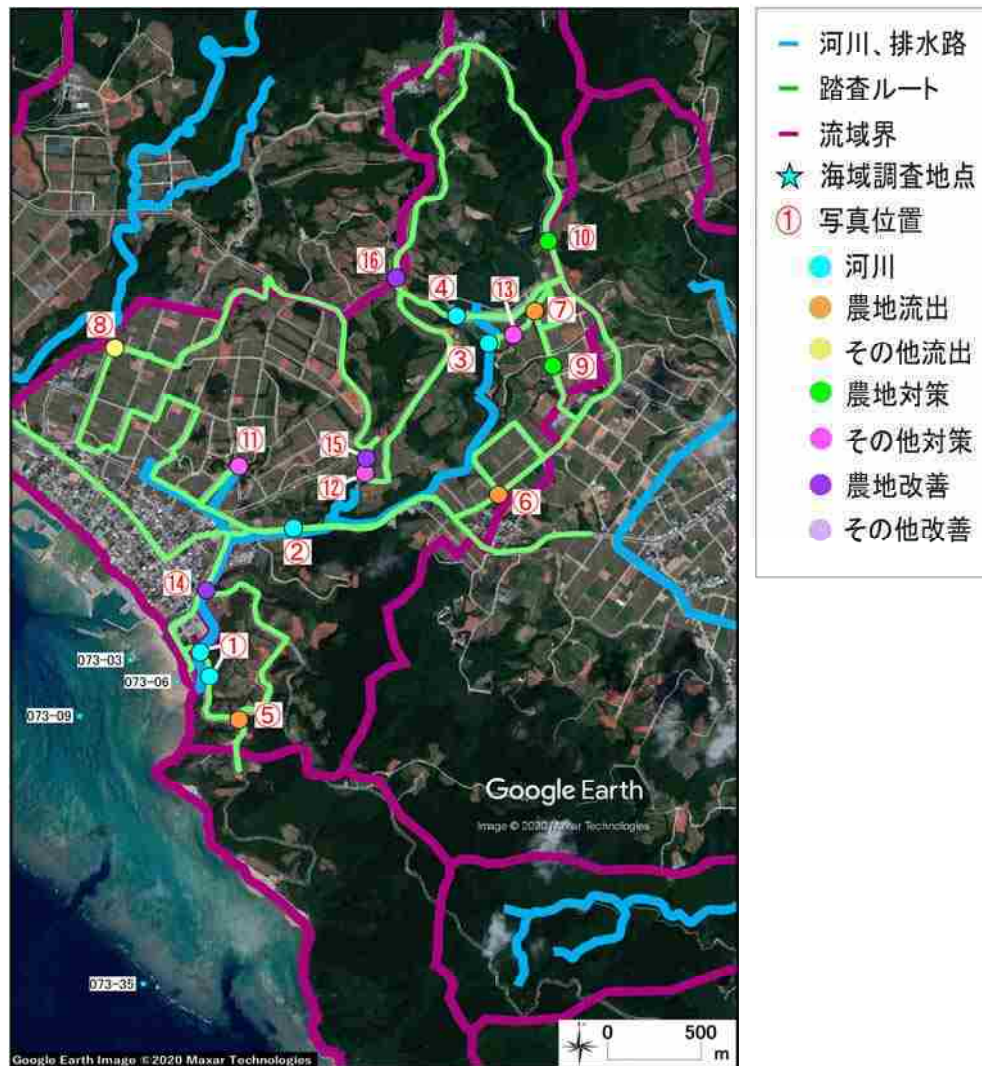 ⑯
④
⑬
⑩
⑧
③
⑦
⑨
⑪
⑮
⑫
⑥
②
⑭
073-03
①
073-06
073-09
⑤
Google Earth
Image © 2020 Maxar Technologies
073-35
0 500
m
Google Earth Image ©2020 Maxar Technologies
河川、排水路
踏査ルート
流域界
海域調査地点
① 写真位置
河川
農地流出
その他流出
農地対策
その他対策
農地改善
その他改善